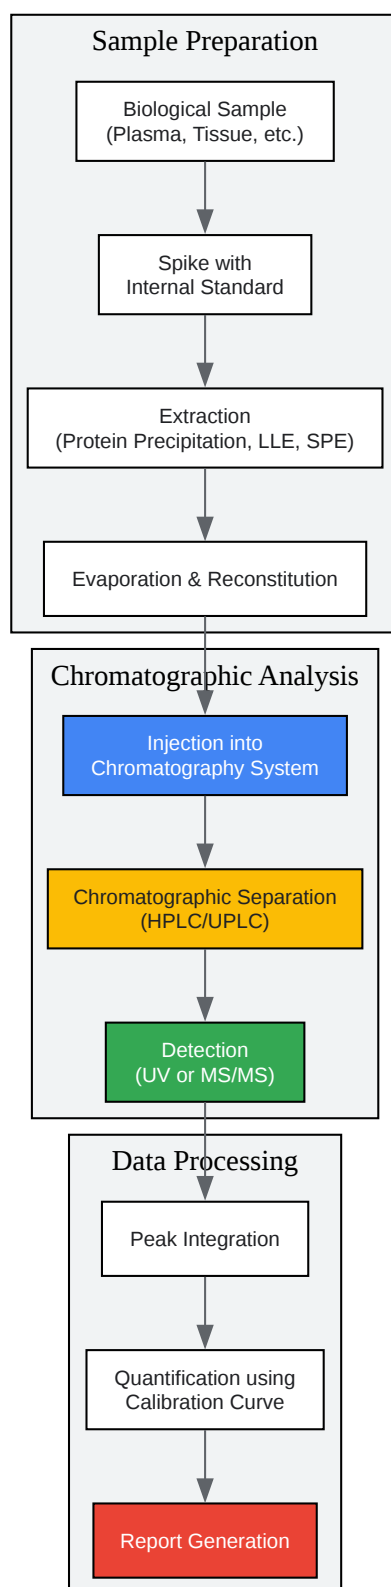 Sample Preparation
Biological Sample
(Plasma, Tissue, etc.)
Spike with
Internal Standard
Extraction
(Protein Precipitation, LLE, SPE)
Evaporation & Reconstitution
Chromatographic Analysis
Injection into
Chromatography System
Chromatographic Separation
(HPLC/UPLC)
Detection
(UV or MS/MS)
Data Processing
Peak Integration
Quantification using
Calibration Curve
Report Generation